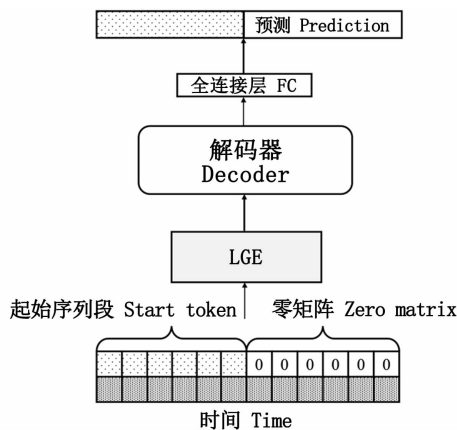 预测 Prediction
全连接层 FC
解码器
Decoder
LGE
起始序列段 Start token
零矩阵 Zero matrix
0 0 0 0 0 0
时间 Time